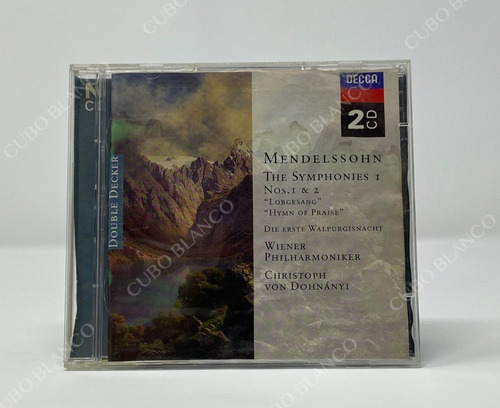 DECCA
2CD
MENDELSSOHN
THE SYMPHONIES 1
NOS. 1 & 2
"LOBGESANG"
"HYMN OF PRAISE"
DIE ERSTE WALPURGISNACHT
WIENER
PHILHARMONIKER
CHRISTOPH
VON DOHNÁNYI
DOUBLE DECKER
CUBO BLANCO